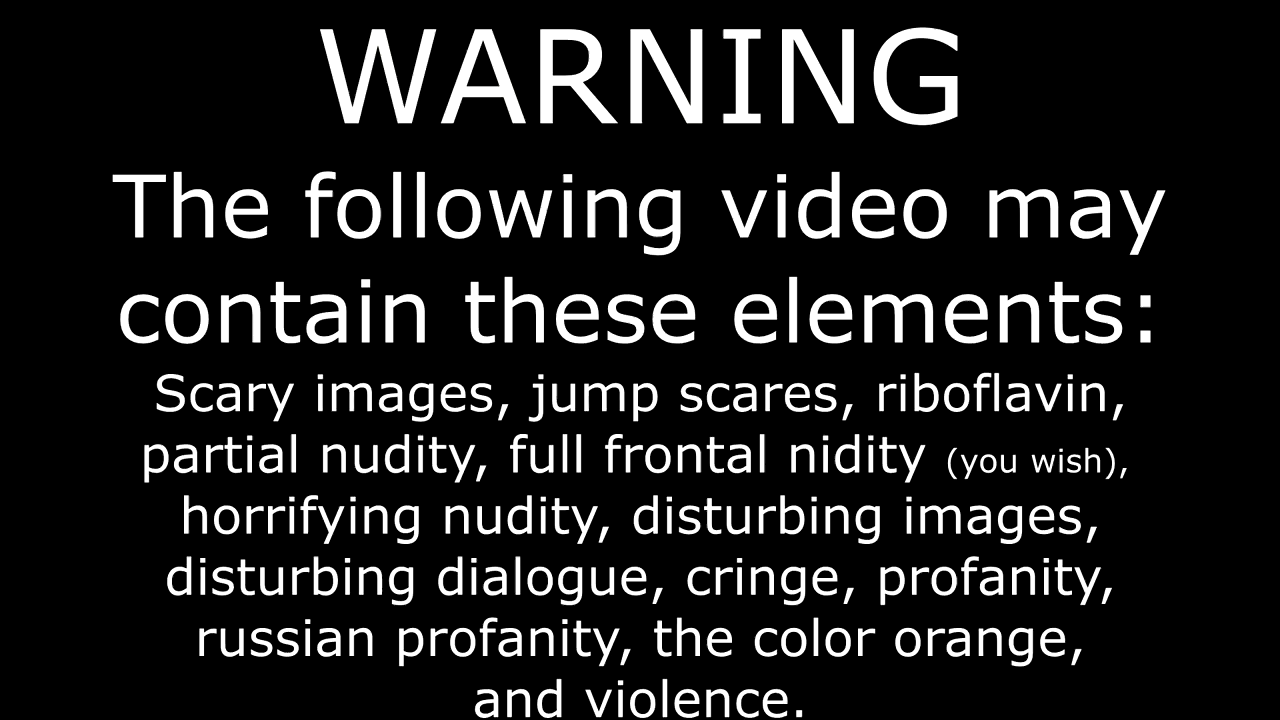 WARNING
The following video may
contain these elements:
Scary images, jump scares, riboflavin,
partial nudity, full frontal nidity (you wish),
horrifying nudity, disturbing images,
disturbing dialogue, cringe, profanity,
russian profanity, the color orange,
and violence.